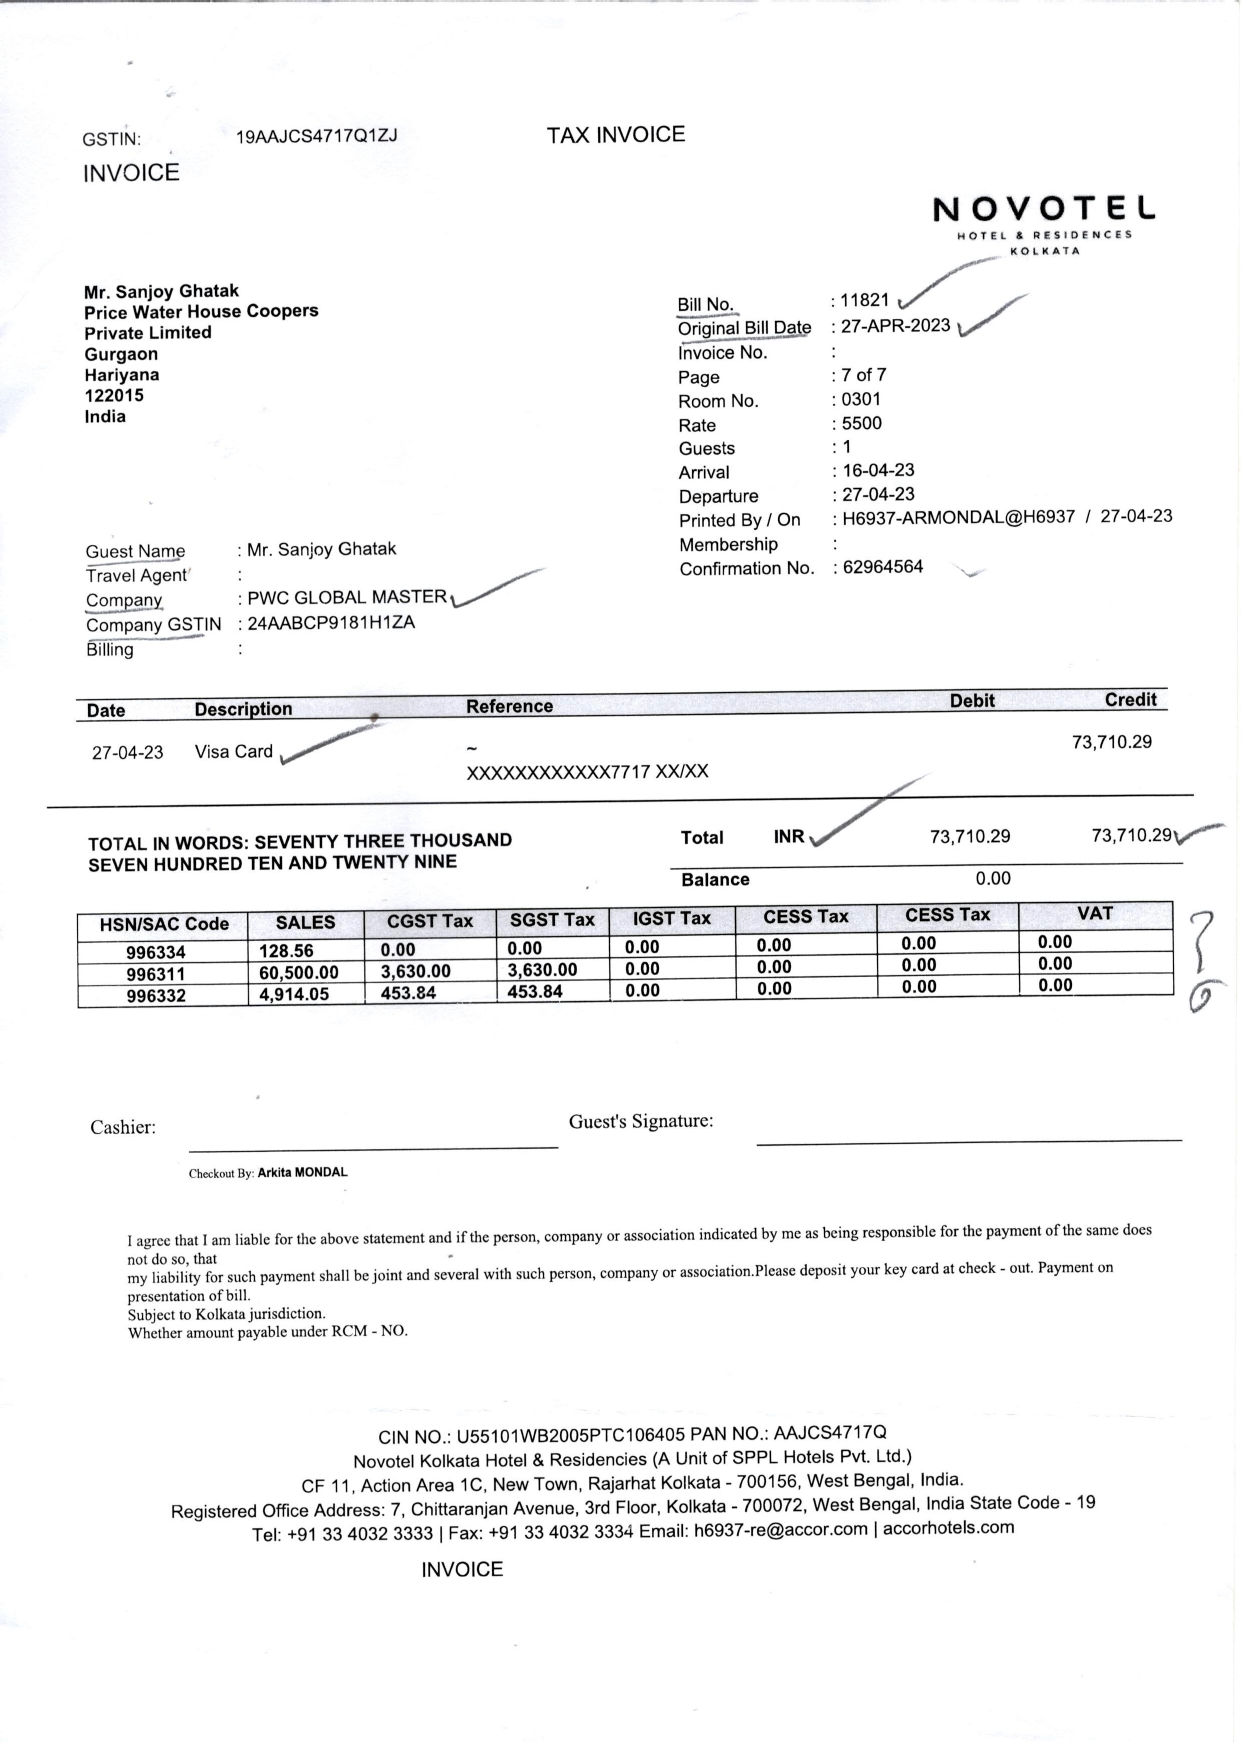 GSTIN: 19AAJCS4717Q1ZJ TAX INVOICE
INVOICE
NOVOTEL
HOTEL & RESIDENCES
KOLKATA
Mr. Sanjoy Ghatak
Price Water House Coopers
Private Limited
Gurgaon
Hariyana
122015
India
Bill No. : 11821
Original Bill Date : 27-APR-2023
Invoice No. :
Page : 7 of 7
Room No. : 0301
Rate : 5500
Guests : 1
Arrival : 16-04-23
Departure : 27-04-23
Printed By / On : H6937-ARMONDAL@H6937 / 27-04-23
Membership :
Confirmation No. : 62964564
Guest Name : Mr. Sanjoy Ghatak
Travel Agent :
Company : PWC GLOBAL MASTER
Company GSTIN : 24AABCP9181H1ZA
Billing :
Date Description Reference Debit Credit
27-04-23 Visa Card ~ 73,710.29
XXXXXXXXXXXX7717 XX/XX
TOTAL IN WORDS: SEVENTY THREE THOUSAND
SEVEN HUNDRED TEN AND TWENTY NINE
Total INR 73,710.29 73,710.29
Balance 0.00
HSN/SAC Code SALES CGST Tax SGST Tax IGST Tax CESS Tax CESS Tax VAT
996334 128.56 0.00 0.00 0.00 0.00 0.00 0.00
996311 60,500.00 3,630.00 3,630.00 0.00 0.00 0.00 0.00
996332 4,914.05 453.84 453.84 0.00 0.00 0.00 0.00
?
Cashier: Guest's Signature:
Checkout By: Arkita MONDAL
I agree that I am liable for the above statement and if the person, company or association indicated by me as being responsible for the payment of the same does
not do so, that
my liability for such payment shall be joint and several with such person, company or association.Please deposit your key card at check - out. Payment on
presentation of bill.
Subject to Kolkata jurisdiction.
Whether amount payable under RCM - NO.
CIN NO.: U55101WB2005PTC106405 PAN NO.: AAJCS4717Q
Novotel Kolkata Hotel & Residencies (A Unit of SPPL Hotels Pvt. Ltd.)
CF 11, Action Area 1C, New Town, Rajarhat Kolkata - 700156, West Bengal, India.
Registered Office Address: 7, Chittaranjan Avenue, 3rd Floor, Kolkata - 700072, West Bengal, India State Code - 19
Tel: +91 33 4032 3333 | Fax: +91 33 4032 3334 Email: h6937-re@accor.com | accorhotels.com
INVOICE